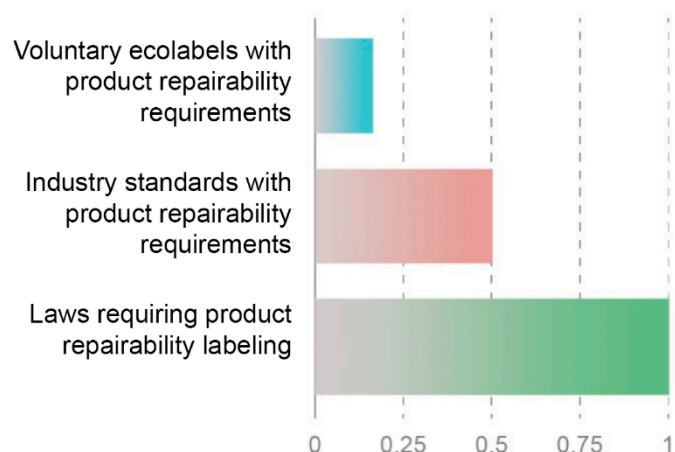 Voluntary ecolabels with
product repairability
requirements
Industry standards with
product repairability
requirements
Laws requiring product
repairability labeling
0 0.25 0.5 0.75 1